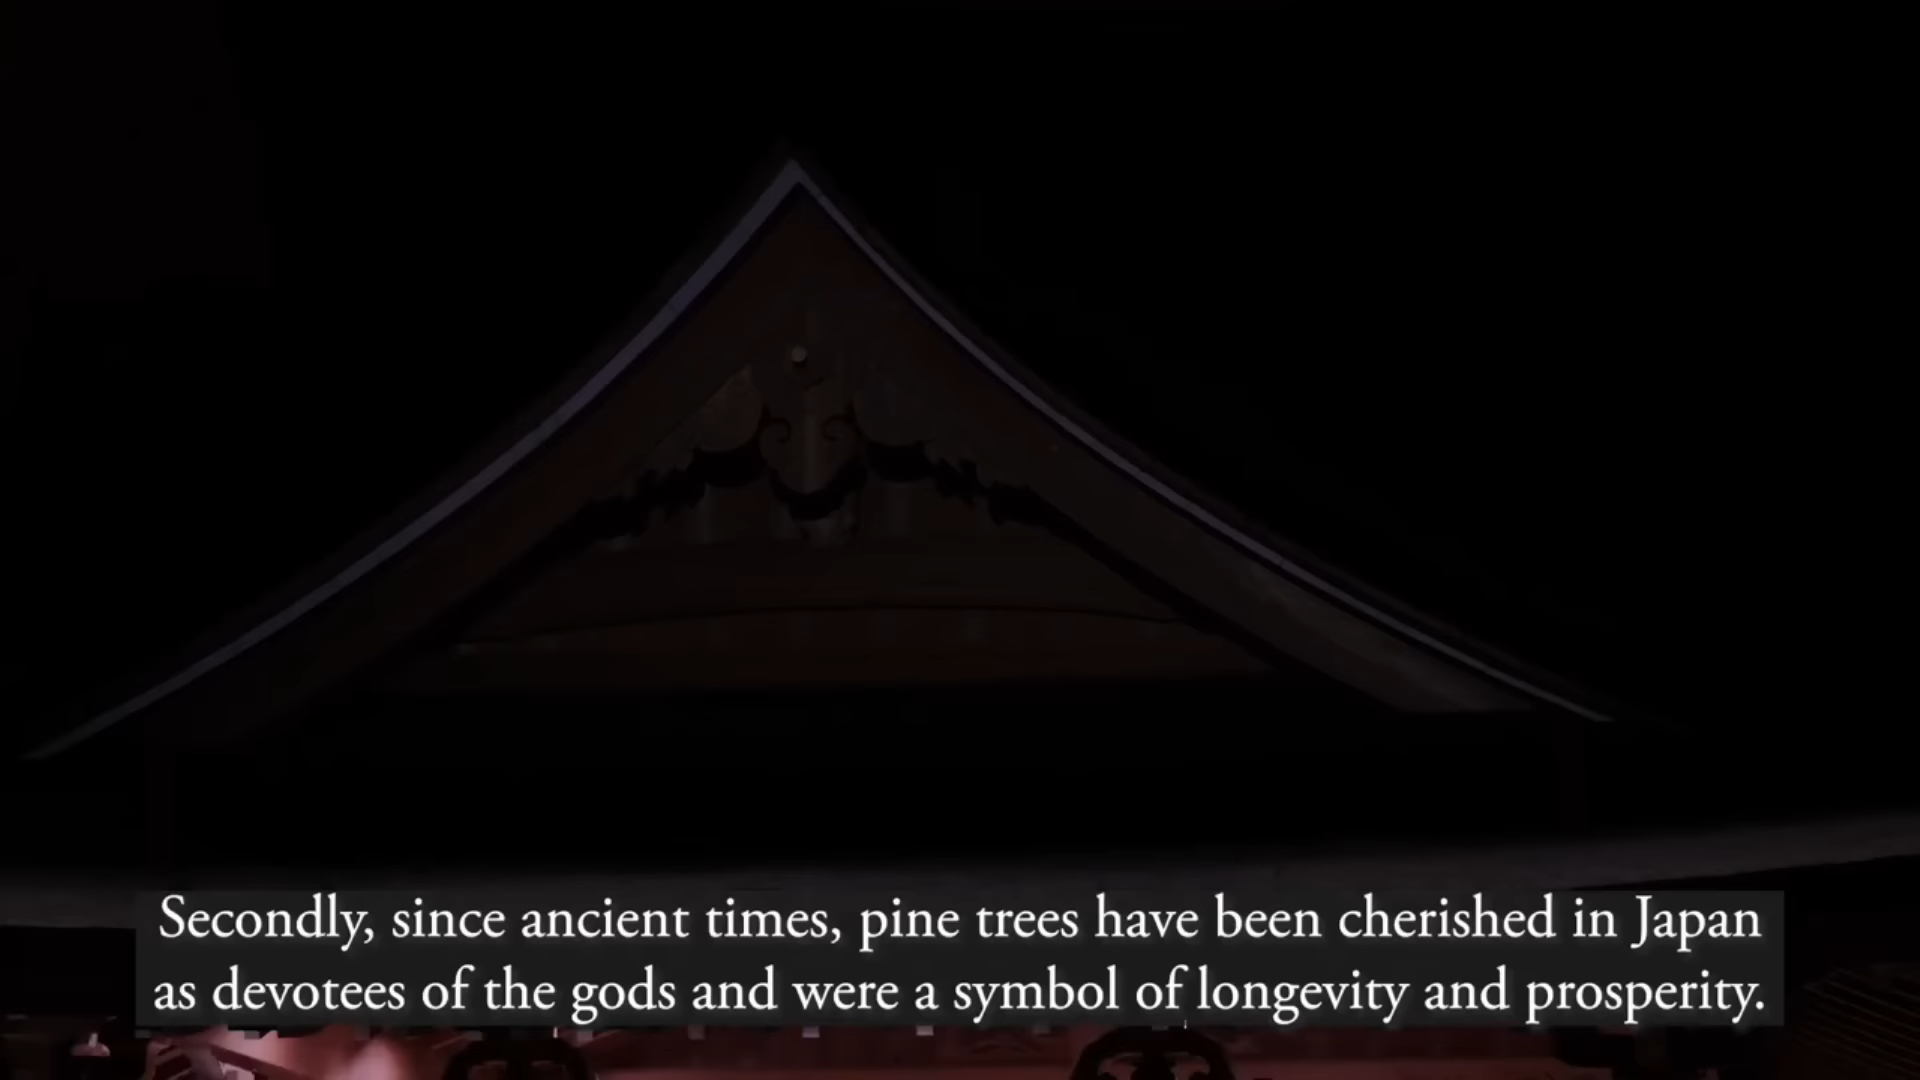 Secondly, since ancient times, pine trees have been cherished in Japan
as devotees of the gods and were a symbol of longevity and prosperity.